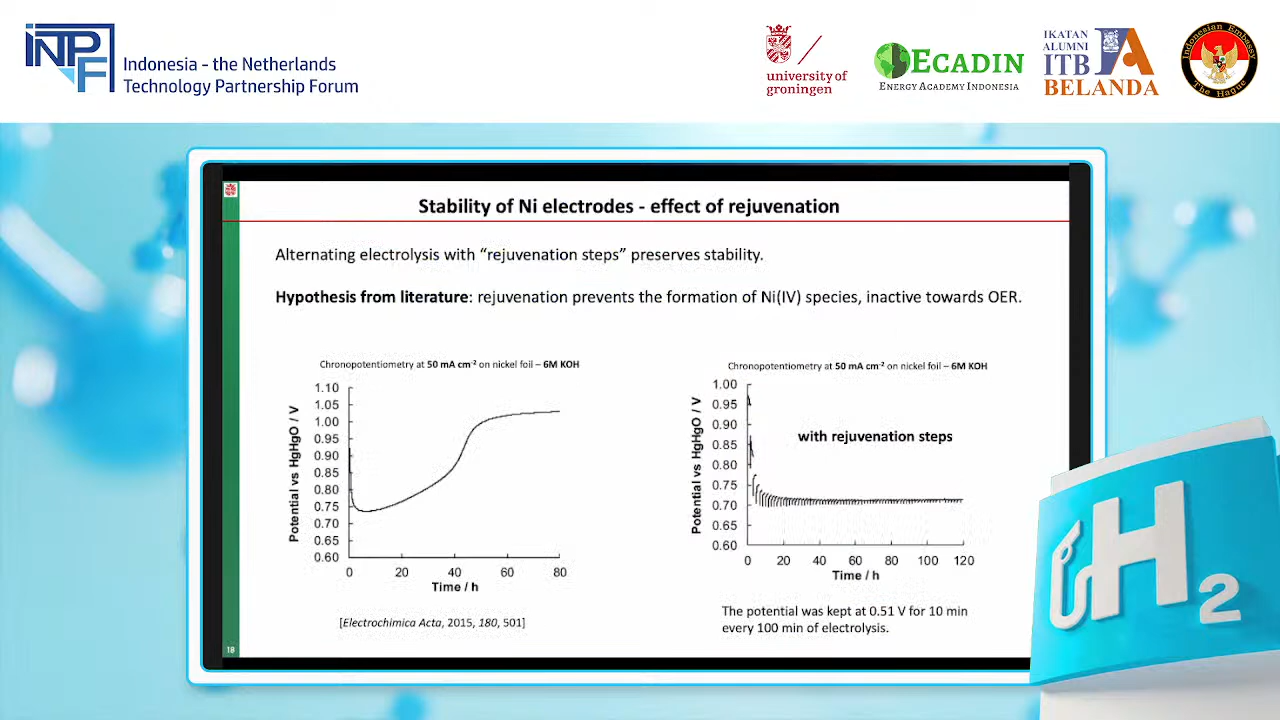 INPF
Indonesia - the Netherlands
Technology Partnership Forum
university of
groningen
ECADIN
ENERGY ACADEMY INDONESIA
IKATAN
ALUMNI
ITB
IA
BELANDA
Indonesian Embassy
The Hague
Stability of Ni electrodes - effect of rejuvenation
Alternating electrolysis with “rejuvenation steps” preserves stability.
Hypothesis from literature: rejuvenation prevents the formation of Ni(IV) species, inactive towards OER.
Chronopotentiometry at 50 mA cm-2 on nickel foil – 6M KOH
Potential vs HgHgO / V
1.10
1.05
1.00
0.95
0.90
0.85
0.80
0.75
0.70
0.65
0.60
0 20 40 60 80
Time / h
[Electrochimica Acta, 2015, 180, 501]
Chronopotentiometry at 50 mA cm-2 on nickel foil – 6M KOH
with rejuvenation steps
Potential vs HgHgO / V
1.00
0.95
0.90
0.85
0.80
0.75
0.70
0.65
0.60
0 20 40 60 80 100 120
Time / h
The potential was kept at 0.51 V for 10 min
every 100 min of electrolysis.
18
H2